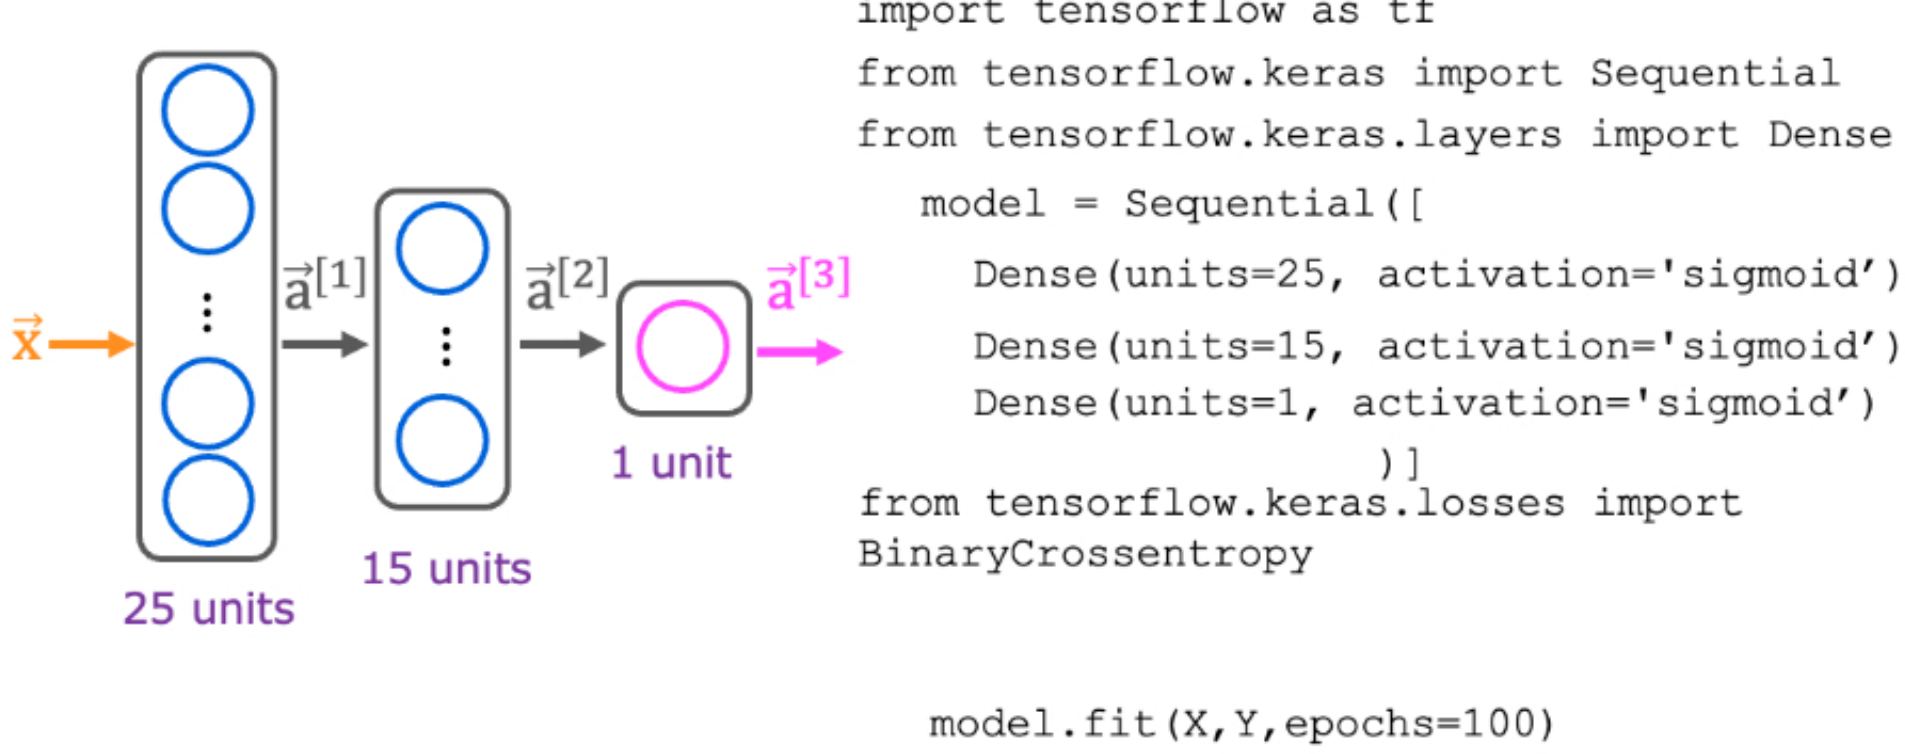 x⃗
a⃗[1]
a⃗[2]
a⃗[3]
25 units
15 units
1 unit
import tensorflow as tf
from tensorflow.keras import Sequential
from tensorflow.keras.layers import Dense
model = Sequential([
Dense(units=25, activation='sigmoid’)
Dense(units=15, activation='sigmoid’)
Dense(units=1, activation='sigmoid’)
)]
from tensorflow.keras.losses import
BinaryCrossentropy
model.fit(X,Y,epochs=100)